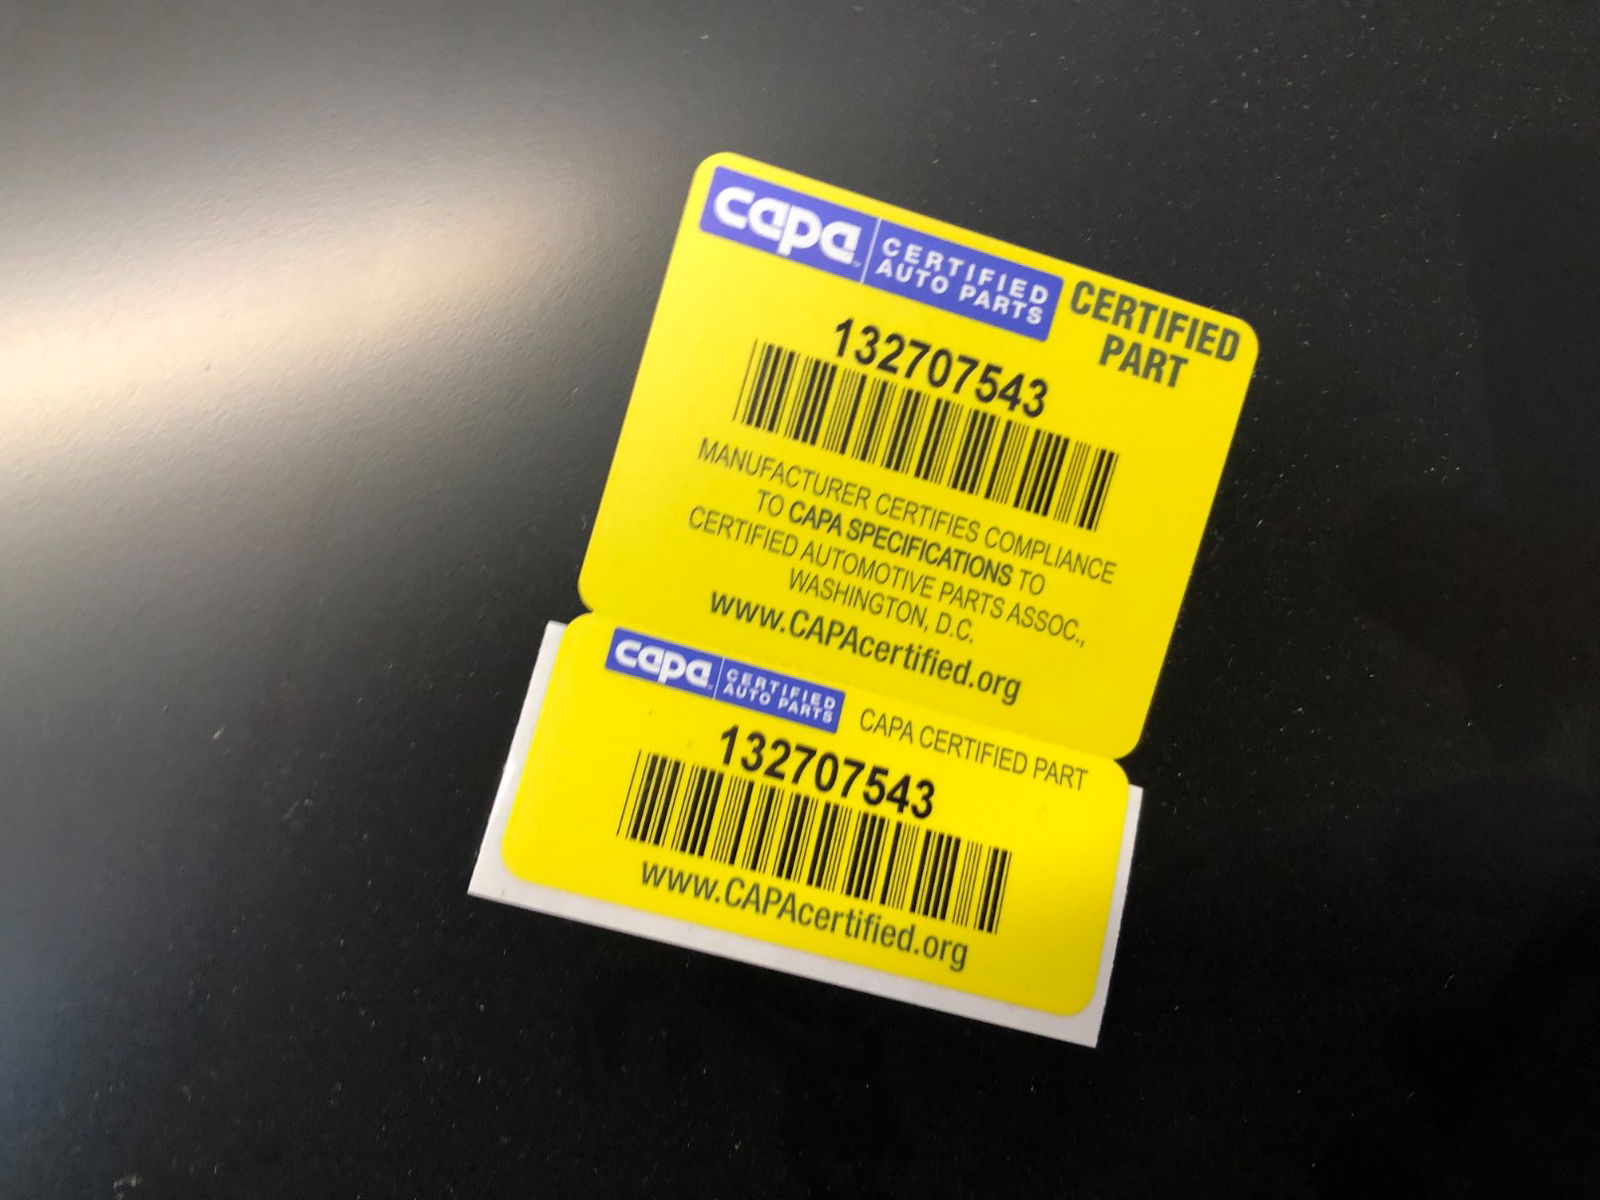 capa CERTIFIED
AUTO PARTS
CERTIFIED
PART
132707543
MANUFACTURER CERTIFIES COMPLIANCE
TO CAPA SPECIFICATIONS TO
CERTIFIED AUTOMOTIVE PARTS ASSOC.,
WASHINGTON, D.C.
www.CAPAcertified.org
capa CERTIFIED
AUTO PARTS
CAPA CERTIFIED PART
132707543
www.CAPAcertified.org